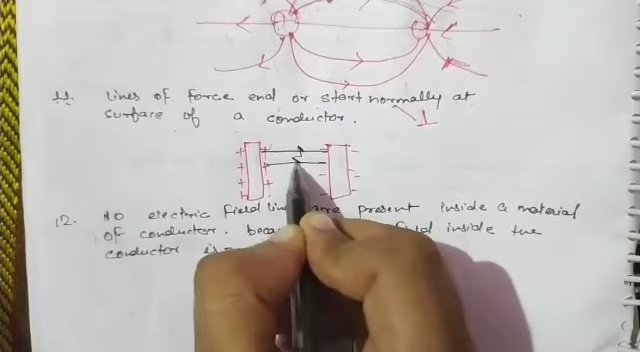 11. Lines of force end or start normally at
surface of a conductor. ⊥
+ + + + + + + + - - - - - - -
12. No electric field lines are present inside a material
of conductor. field inside the
conductor is